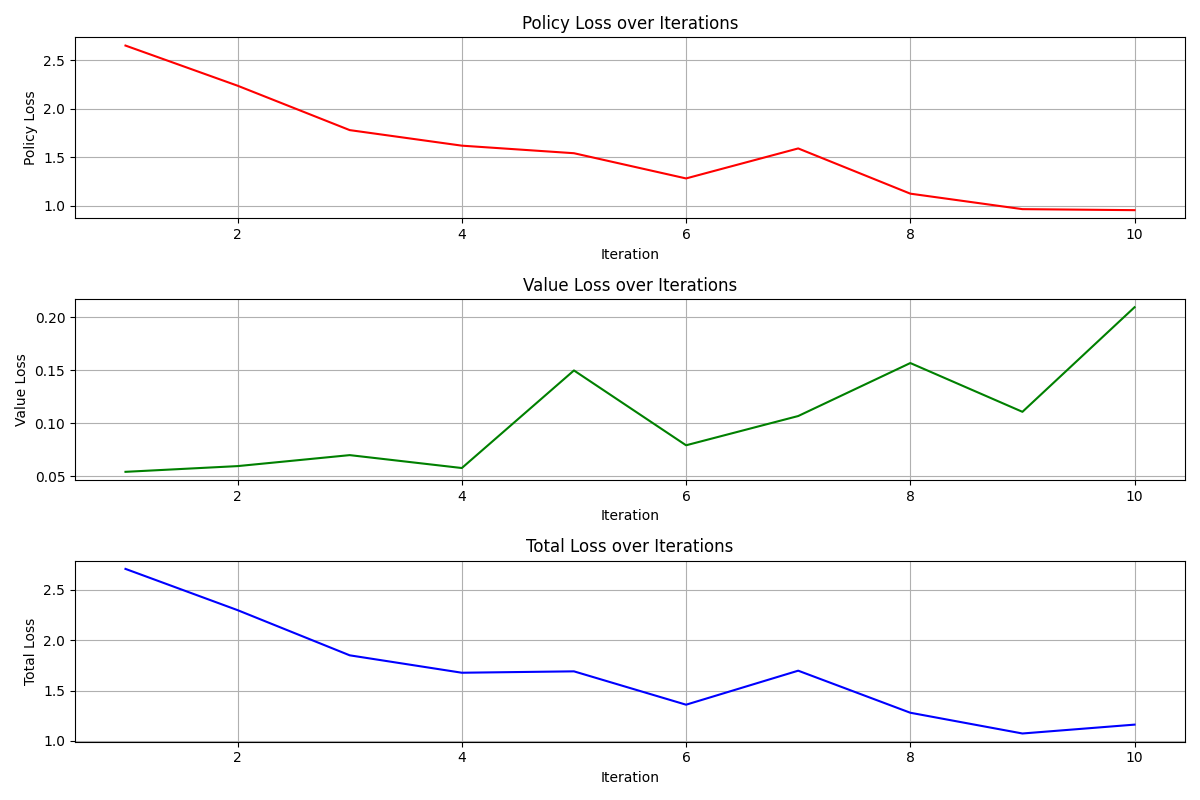 Policy Loss over Iterations
2.5
2.0
1.5
1.0
Policy Loss
2 4 6 8 10
Iteration
Value Loss over Iterations
0.20
0.15
0.10
0.05
Value Loss
2 4 6 8 10
Iteration
Total Loss over Iterations
2.5
2.0
1.5
1.0
Total Loss
2 4 6 8 10
Iteration